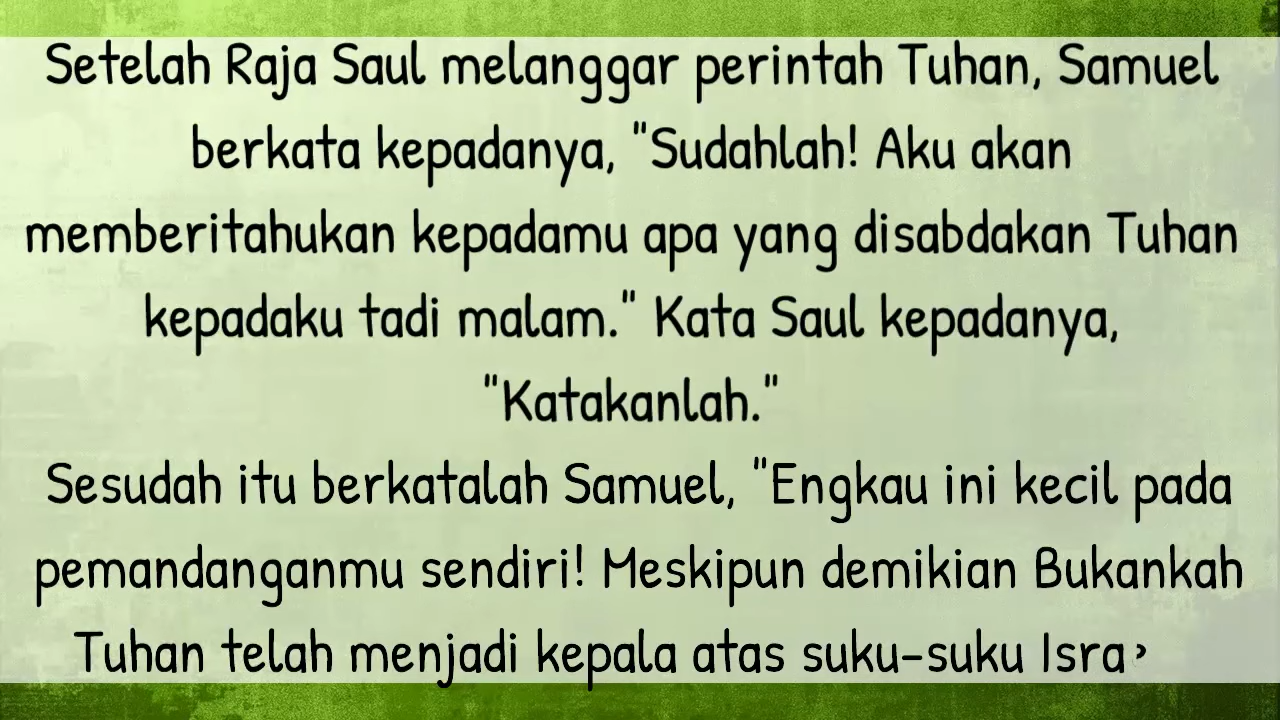 Setelah Raja Saul melanggar perintah Tuhan, Samuel
berkata kepadanya, "Sudahlah! Aku akan
memberitahukan kepadamu apa yang disabdakan Tuhan
kepadaku tadi malam." Kata Saul kepadanya,
"Katakanlah."
Sesudah itu berkatalah Samuel, "Engkau ini kecil pada
pemandanganmu sendiri! Meskipun demikian Bukankah
Tuhan telah menjadi kepala atas suku-suku